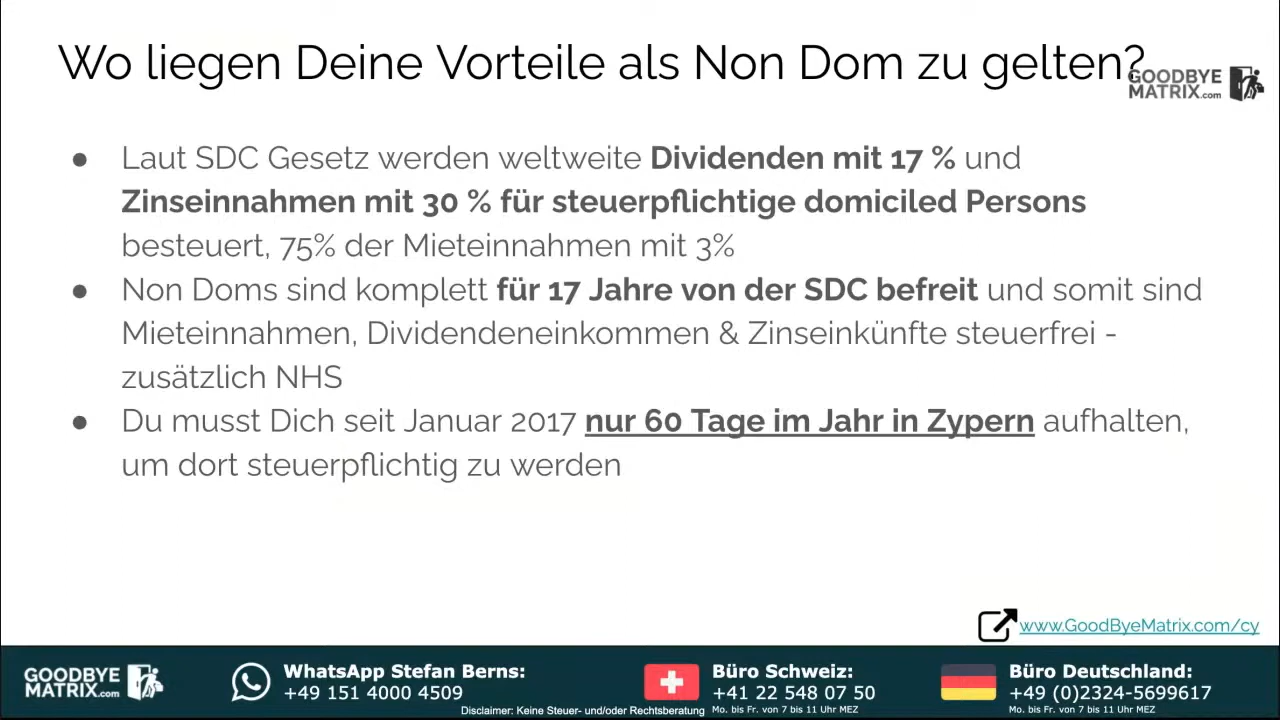 Wo liegen Deine Vorteile als Non Dom zu gelten?
GOODBYE
MATRIX.com
● Laut SDC Gesetz werden weltweite Dividenden mit 17 % und
Zinseinnahmen mit 30 % für steuerpflichtige domiciled Persons
besteuert, 75% der Mieteinnahmen mit 3%
● Non Doms sind komplett für 17 Jahre von der SDC befreit und somit sind
Mieteinnahmen, Dividendeneinkommen & Zinseinkünfte steuerfrei -
zusätzlich NHS
● Du musst Dich seit Januar 2017 nur 60 Tage im Jahr in Zypern aufhalten,
um dort steuerpflichtig zu werden
www.GoodByeMatrix.com/cy
GOODBYE
MATRIX.com
WhatsApp Stefan Berns:
+49 151 4000 4509
Büro Schweiz:
+41 22 548 07 50
Mo. bis Fr. von 7 bis 11 Uhr MEZ
Büro Deutschland:
+49 (0)2324-5699617
Mo. bis Fr. von 7 bis 11 Uhr MEZ
Disclaimer: Keine Steuer- und/oder Rechtsberatung